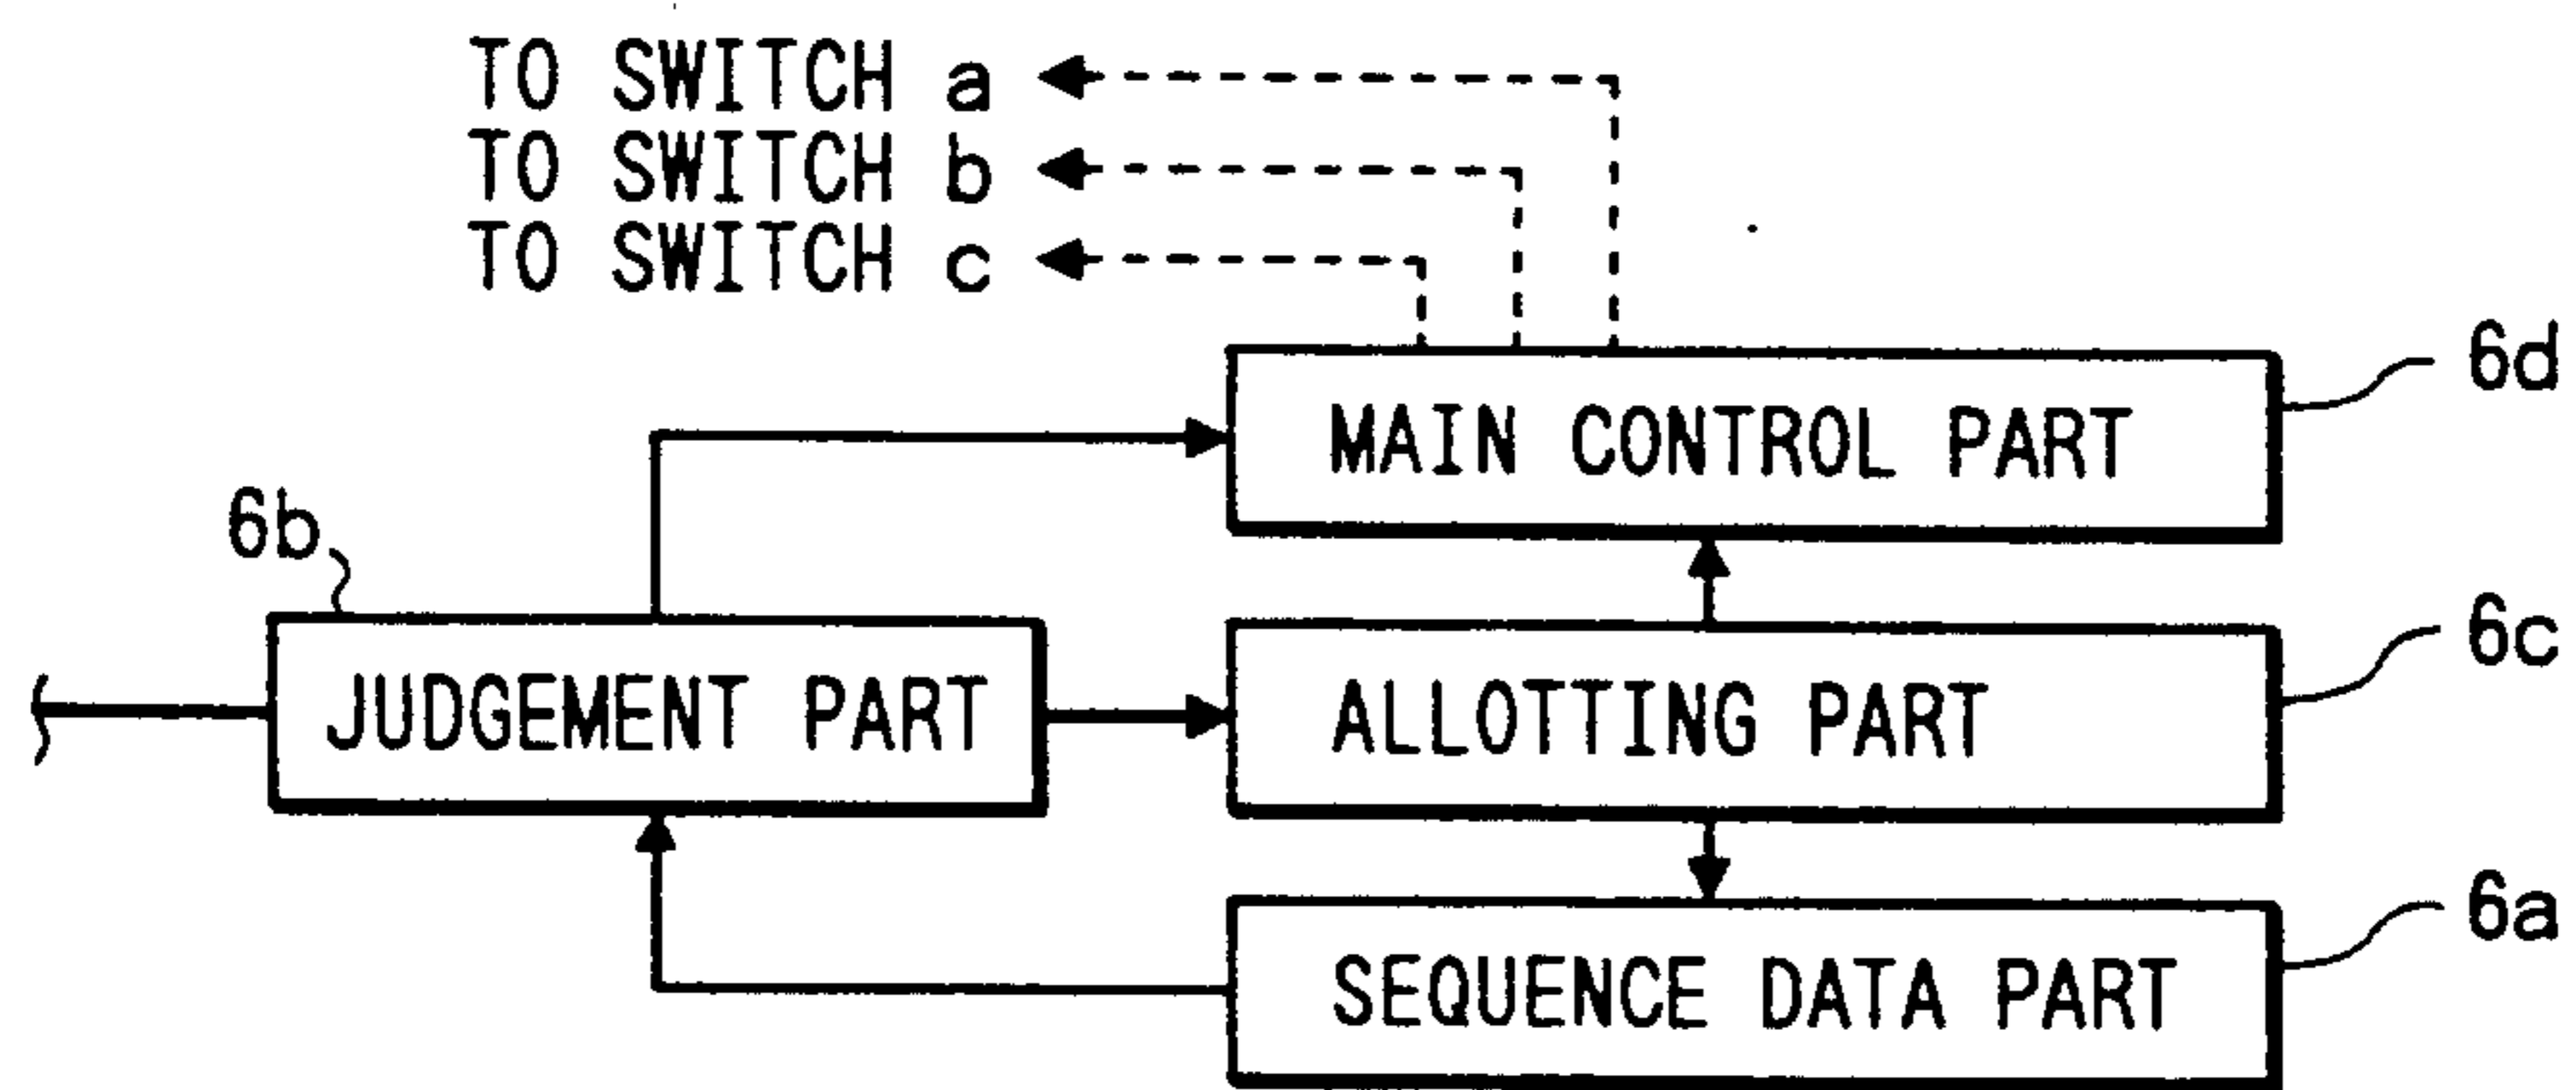 TO SWITCH a
TO SWITCH b
TO SWITCH c
6d
MAIN CONTROL PART
6b
6c
JUDGEMENT PART
ALLOTTING PART
6a
SEQUENCE DATA PART